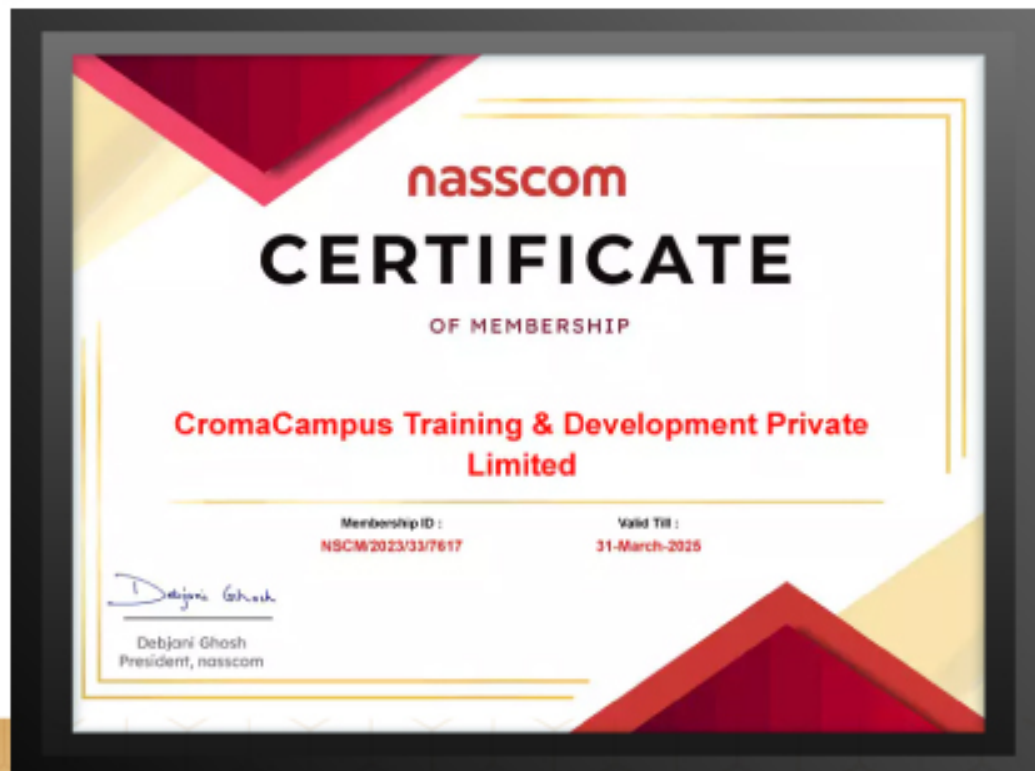 nasscom
CERTIFICATE
OF MEMBERSHIP
CromaCampus Training & Development Private
Limited
Membership ID :
NSCM/2023/33/7617
Valid Till :
31-March-2025
Debjani Ghosh
Debjani Ghosh
President, nasscom